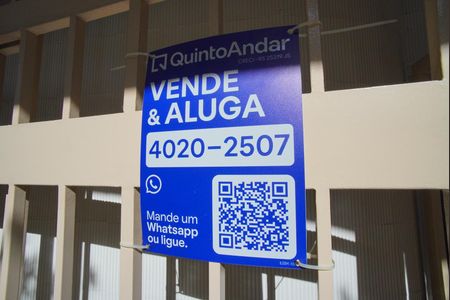 QuintoAndar
VENDE
& ALUGA
4020-2507
Mande um
Whatsapp
ou ligue.